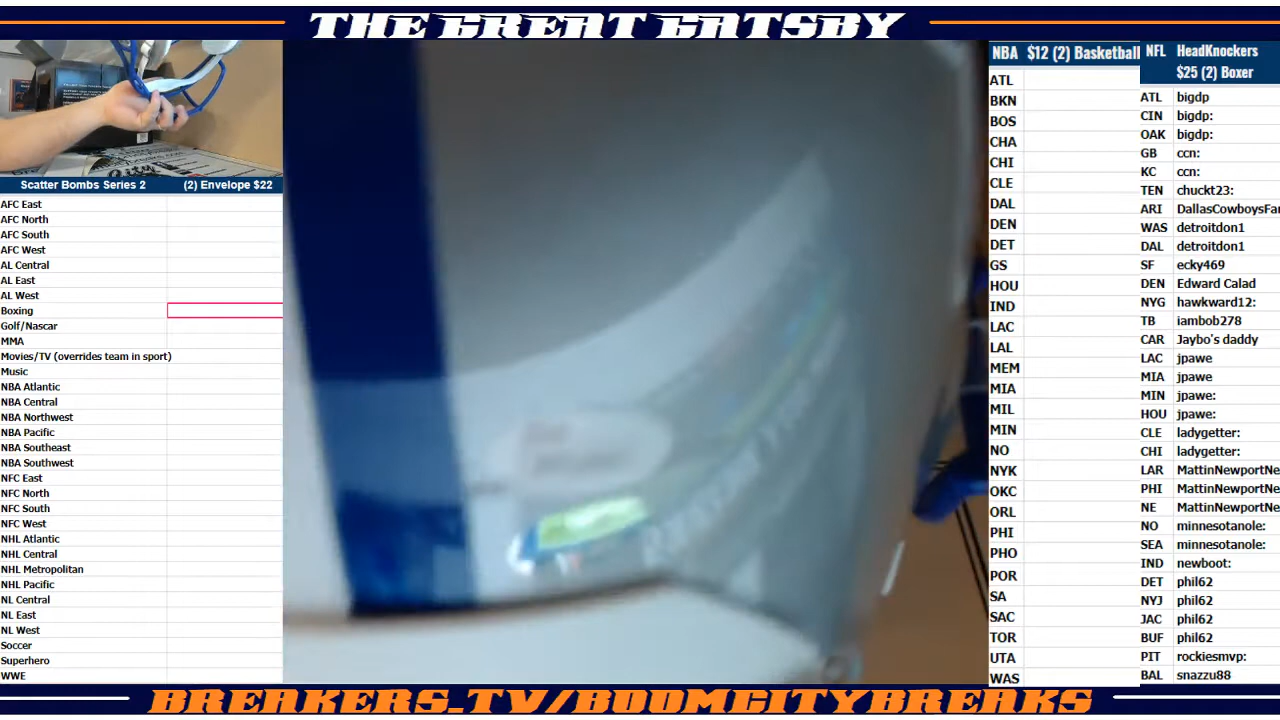 THE GREAT GATSBY
Scatter Bombs Series 2 (2) Envelope $22
AFC East
AFC North
AFC South
AFC West
AL Central
AL East
AL West
Boxing
Golf/Nascar
MMA
Movies/TV (overrides team in sport)
Music
NBA Atlantic
NBA Central
NBA Northwest
NBA Pacific
NBA Southeast
NBA Southwest
NFC East
NFC North
NFC South
NFC West
NHL Atlantic
NHL Central
NHL Metropolitan
NHL Pacific
NL Central
NL East
NL West
Soccer
Superhero
WWE
NBA $12 (2) Basketball
ATL
BKN
BOS
CHA
CHI
CLE
DAL
DEN
DET
GS
HOU
IND
LAC
LAL
MEM
MIA
MIL
MIN
NO
NYK
OKC
ORL
PHI
PHO
POR
SA
SAC
TOR
UTA
WAS
NFL HeadKnockers
$25 (2) Boxer
ATL bigdp
CIN bigdp:
OAK bigdp:
GB ccn:
KC ccn:
TEN chuckt23:
ARI DallasCowboysFa
WAS detroitdon1
DAL detroitdon1
SF ecky469
DEN Edward Calad
NYG hawkward12:
TB iambob278
CAR Jaybo's daddy
LAC jpawe
MIA jpawe
MIN jpawe:
HOU jpawe:
CLE ladygetter:
CHI ladygetter:
LAR MattinNewportNe
PHI MattinNewportNe
NE MattinNewportNe
NO minnesotanole:
SEA minnesotanole:
IND newboot:
DET phil62
NYJ phil62
JAC phil62
BUF phil62
PIT rockiesmvp:
BAL snazzu88
BREAKERS.TV/BOOMCITYBREAKS